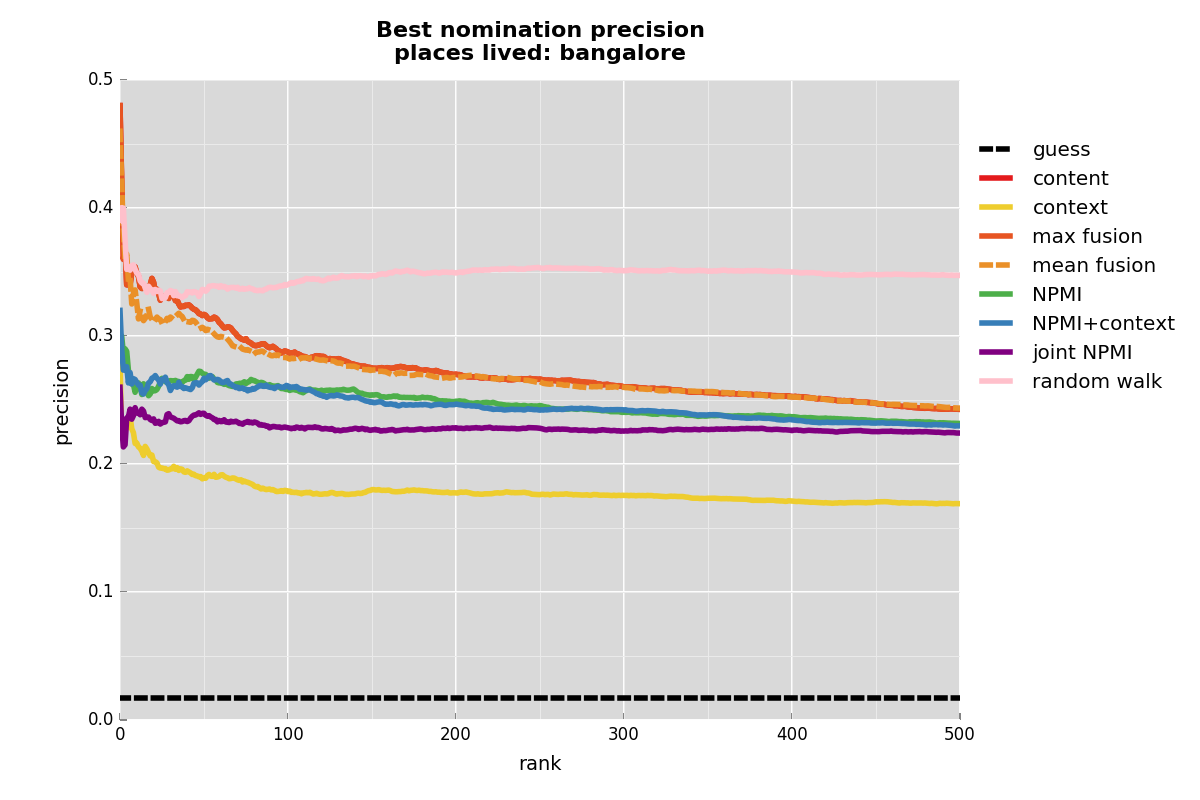 Best nomination precision
places lived: bangalore
0.5
0.4
0.3
0.2
0.1
0.0
precision
0 100 200 300 400 500
rank
guess
content
context
max fusion
mean fusion
NPMI
NPMI+context
joint NPMI
random walk